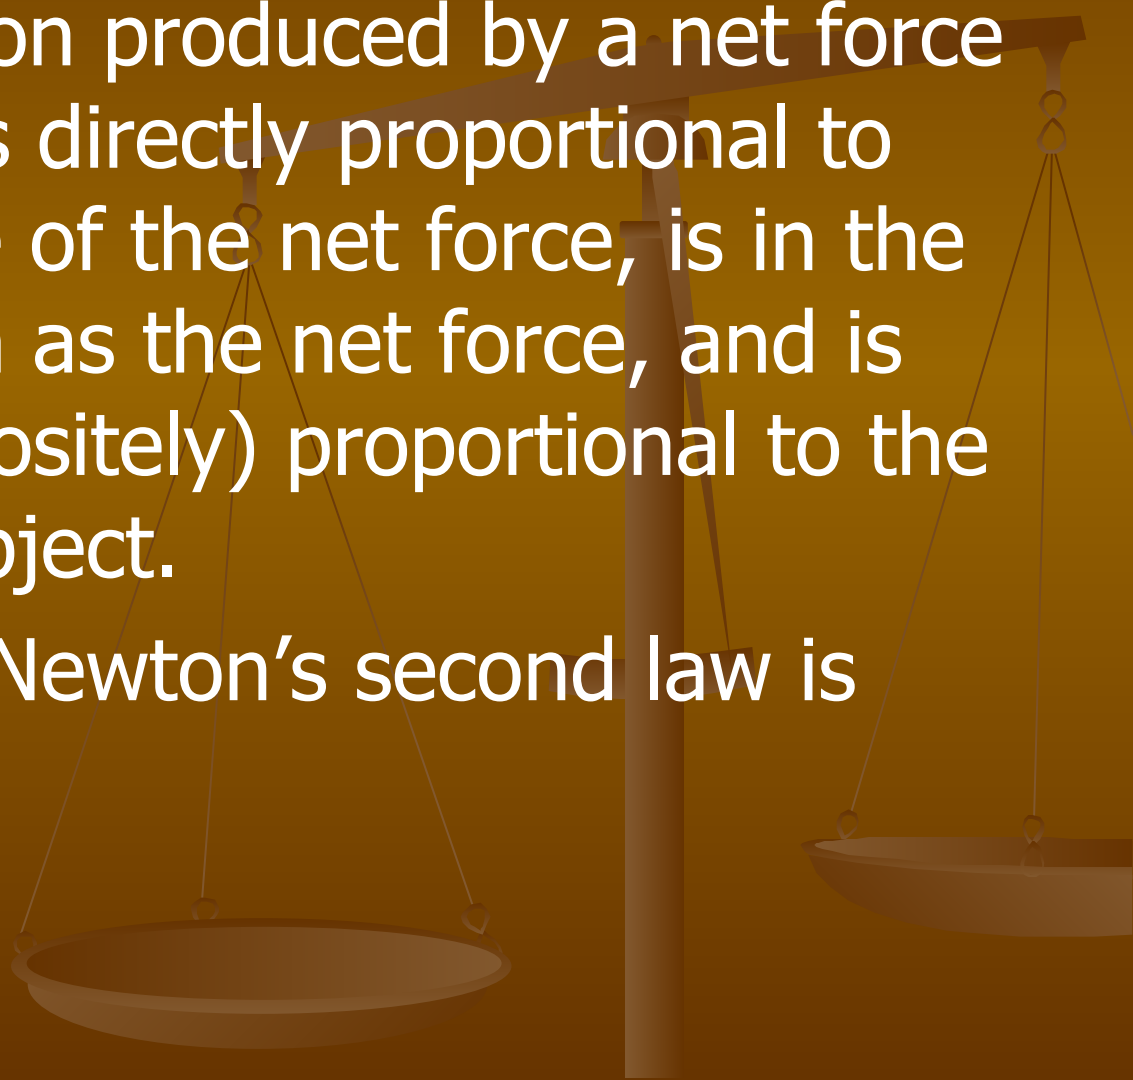 on produced by a net force
s directly proportional to
e of the net force, is in the
n as the net force, and is
ositely) proportional to the
bject.
Newton’s second law is